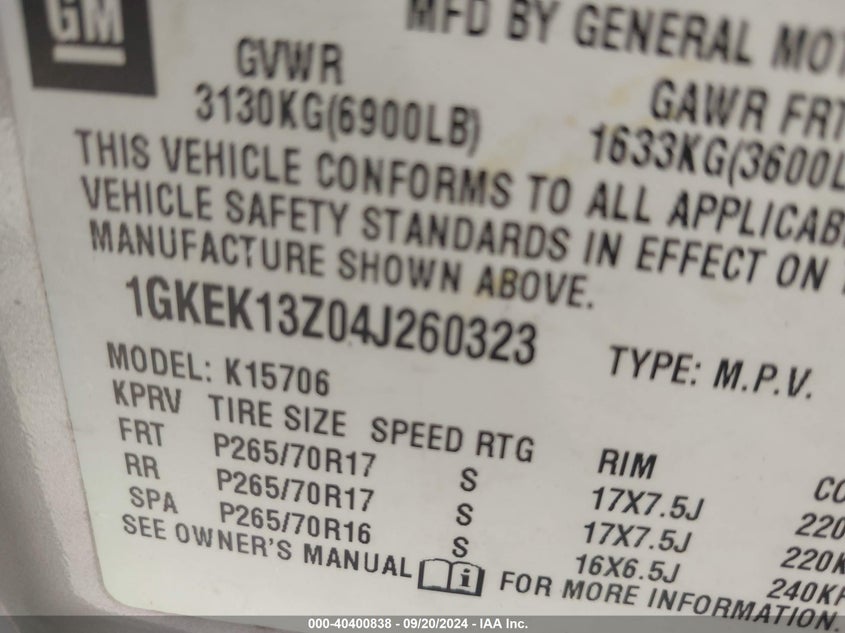 GM
MFD BY GENERAL MOT
GVWR
3130KG(6900LB)
GAWR FRT
1633KG(3600L
THIS VEHICLE CONFORMS TO ALL APPLICAB
VEHICLE SAFETY STANDARDS IN EFFECT ON
MANUFACTURE SHOWN ABOVE.
1GKEK13Z04J260323
TYPE: M.P.V.
MODEL: K15706
KPRV TIRE SIZE SPEED RTG RIM CO
FRT P265/70R17 S 17X7.5J 220
RR P265/70R17 S 17X7.5J 220K
SPA P265/70R16 S 16X6.5J 240KP
SEE OWNER'S MANUAL FOR MORE INFORMATION.
000-40400838 - 09/20/2024 - IAA Inc.